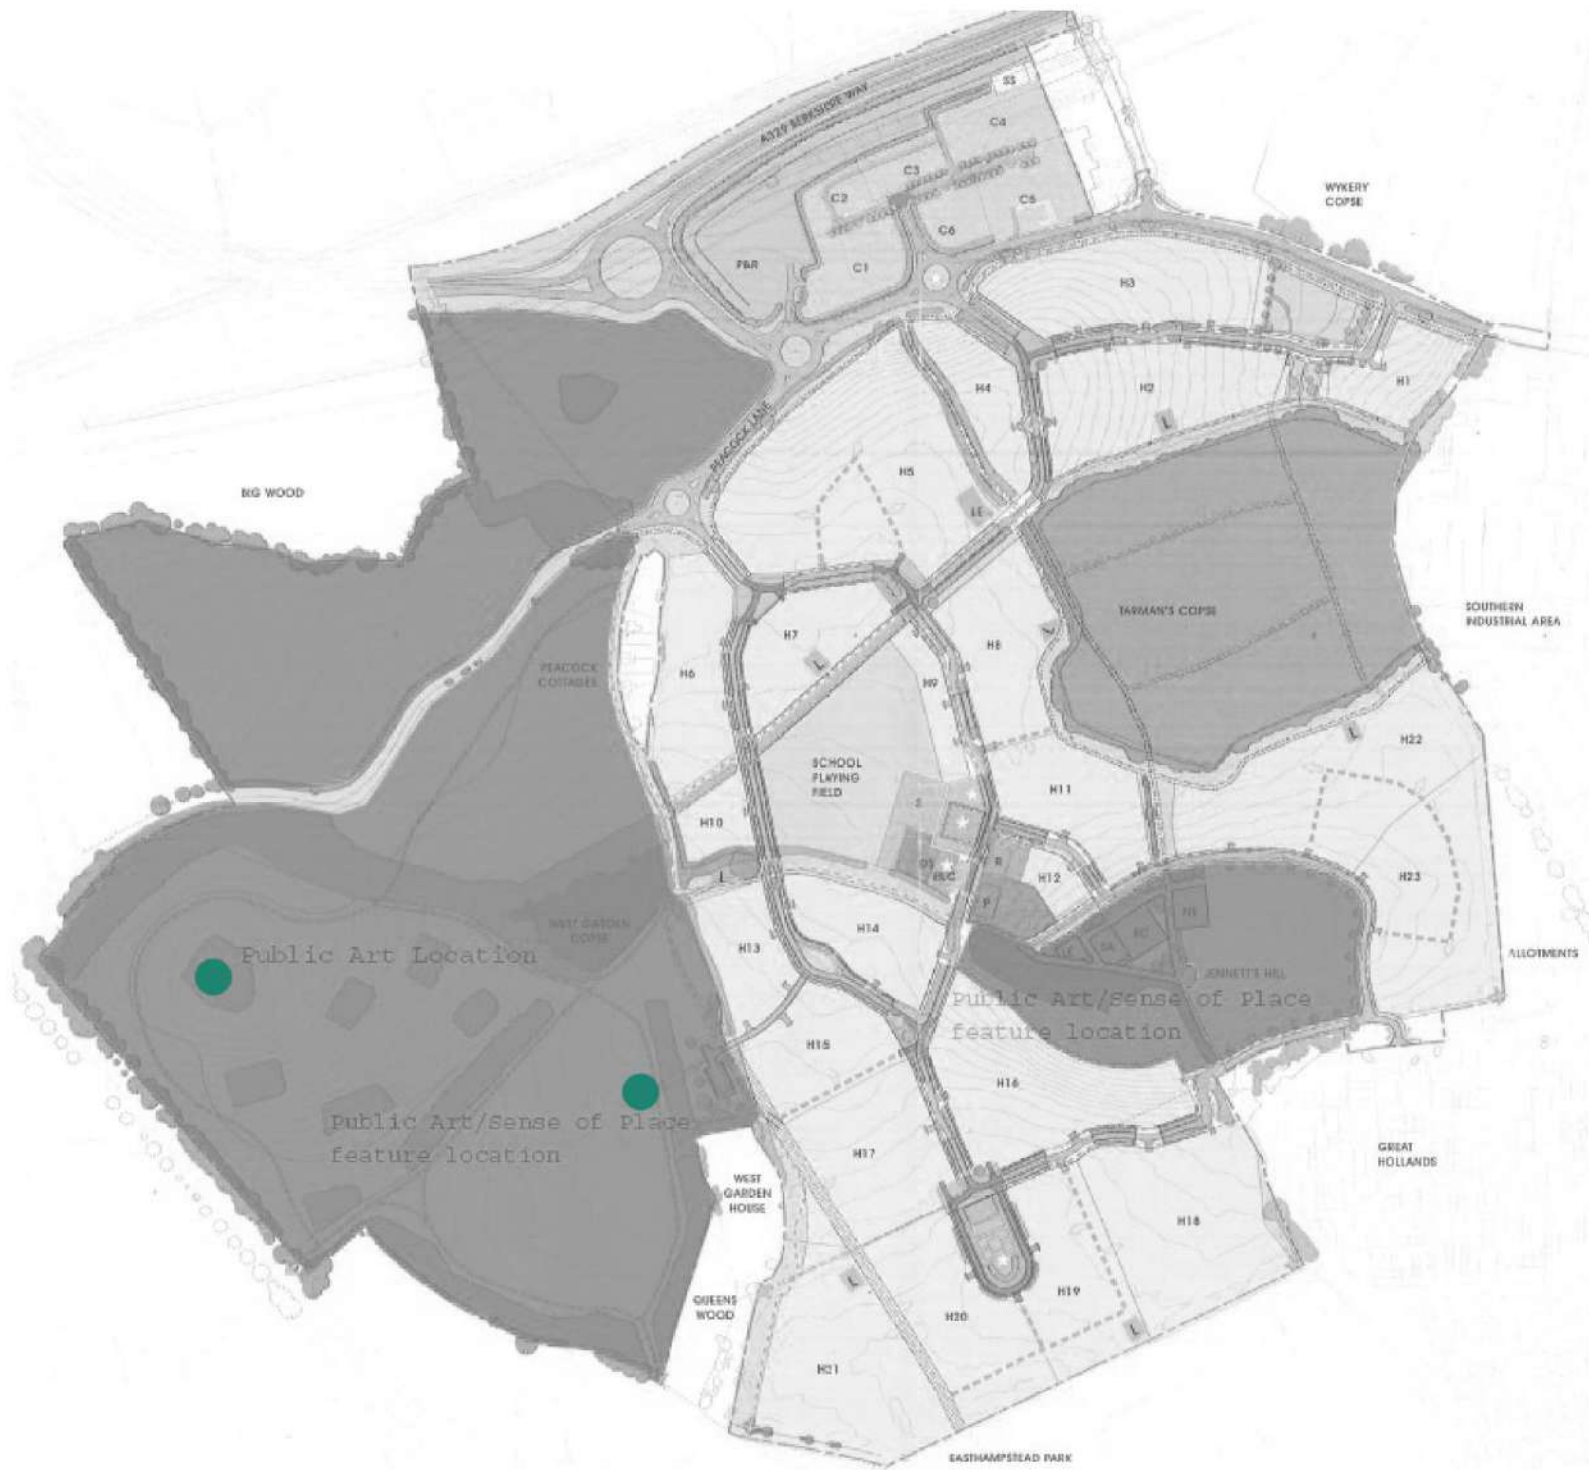 SS
A329 BERKSHIRE WAY
C4
C3
C2
C5
C6
P&R
C1
WYKERY
COPSE
H3
H4
H2
H1
L
PEACOCK LANE
H5
LE
BIG WOOD
TARMAN'S COPSE
SOUTHERN
INDUSTRIAL AREA
H7
L
H8
L
PEACOCK
COTTAGES
H6
H9
SCHOOL
PLAYING
FIELD
S
H10
H11
L
H22
R
H12
P
L
H23
WEST GARDEN
COPSE
H13
H14
JENNETT'S HILL
ALLOTMENTS
Public Art Location
Public Art/Sense of Place
feature location
H15
H16
Public Art/Sense of Place
feature location
H17
WEST
GARDEN
HOUSE
GREAT
HOLLANDS
H18
L
H19
H20
QUEENS
WOOD
L
H21
EASTHAMPSTEAD PARK